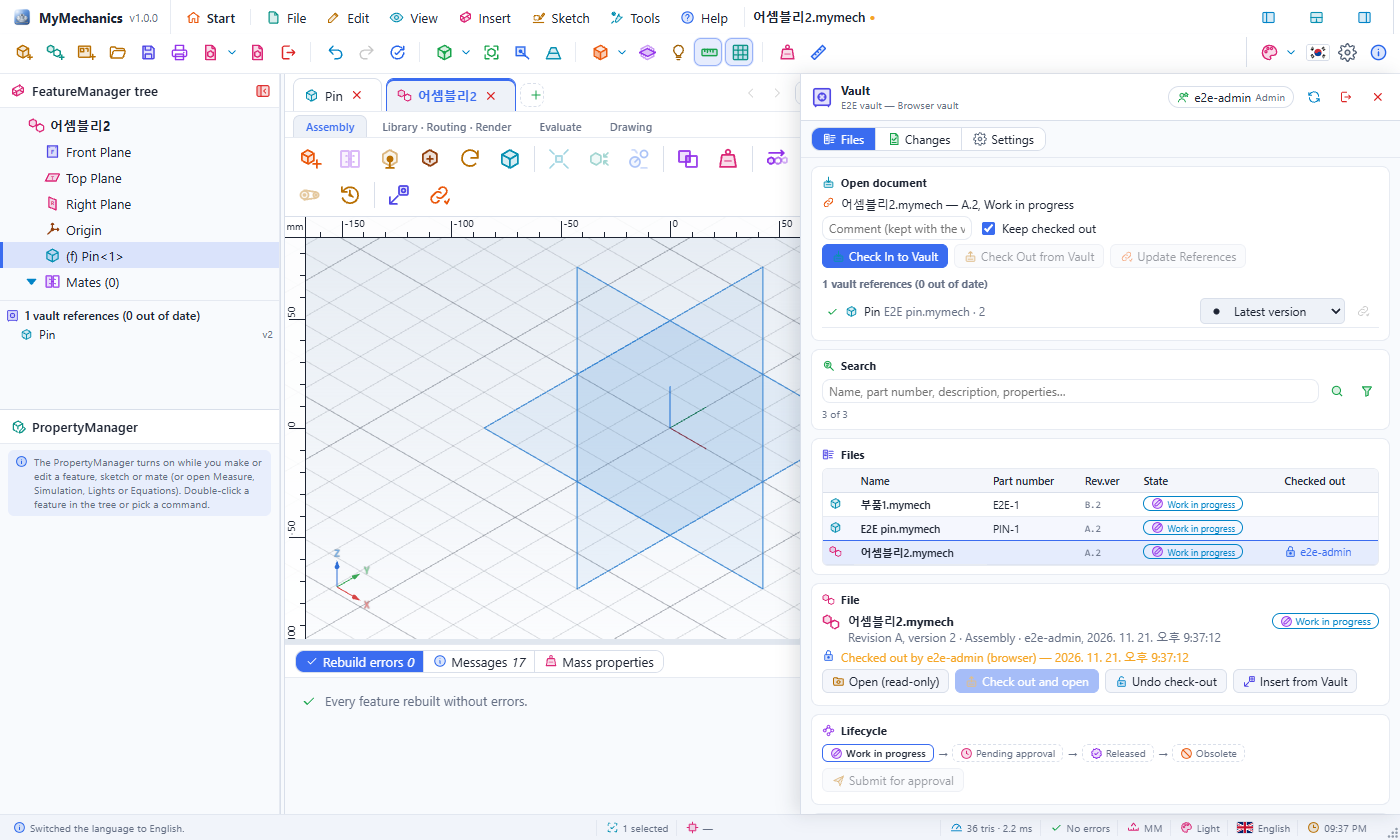 MyMechanics v1.0.0
Start File Edit View Insert Sketch Tools Help 어셈블리2.mymech
FeatureManager tree
어셈블리2
Front Plane
Top Plane
Right Plane
Origin
(f) Pin<1>
Mates (0)
1 vault references (0 out of date)
Pin v2
PropertyManager
The PropertyManager turns on while you make or
edit a feature, sketch or mate (or open Measure,
Simulation, Lights or Equations). Double-click a
feature in the tree or pick a command.
Pin 어셈블리2
Assembly Library · Routing · Render Evaluate Drawing
mm -150 -100 -50 0 50
50
0
-50
Z
Y
X
Rebuild errors 0 Messages 17 Mass properties
Every feature rebuilt without errors.
Vault
E2E vault — Browser vault
e2e-admin Admin
Files Changes Settings
Open document
어셈블리2.mymech — A.2, Work in progress
Comment (kept with the v Keep checked out
Check In to Vault Check Out from Vault Update References
1 vault references (0 out of date)
Pin E2E pin.mymech · 2 Latest version
Search
Name, part number, description, properties...
3 of 3
Files
Name Part number Rev.ver State Checked out
부품1.mymech E2E-1 B.2 Work in progress
E2E pin.mymech PIN-1 A.2 Work in progress
어셈블리2.mymech A.2 Work in progress e2e-admin
File
어셈블리2.mymech Work in progress
Revision A, version 2 · Assembly · e2e-admin, 2026. 11. 21. 오후 9:37:12
Checked out by e2e-admin (browser) — 2026. 11. 21. 오후 9:37:12
Open (read-only) Check out and open Undo check-out Insert from Vault
Lifecycle
Work in progress → Pending approval → Released → Obsolete
Submit for approval
Switched the language to English. 1 selected — 36 tris · 2.2 ms No errors MM Light English 09:37 PM